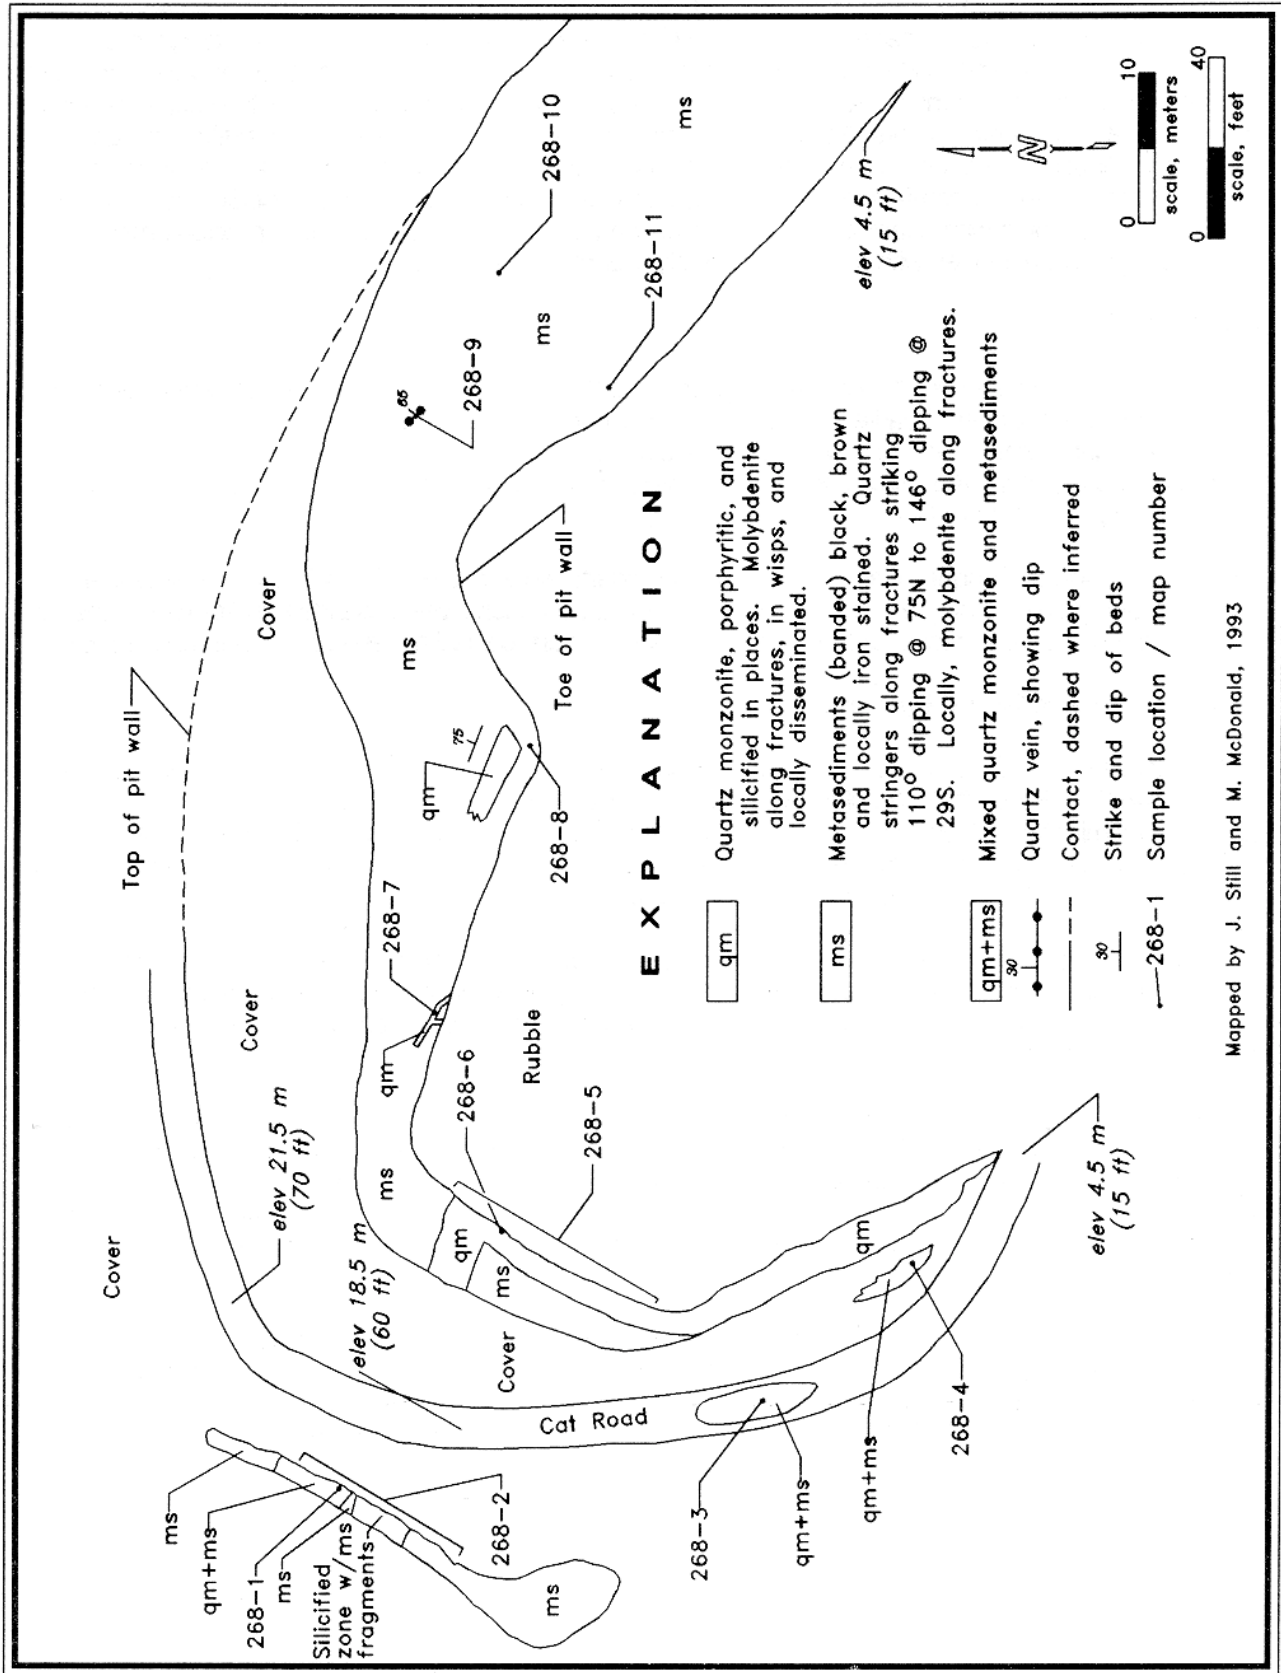 Cover
Top of pit wall
Cover
Cover
elev 21.5 m
(70 ft)
elev 18.5 m
(60 ft)
Cover
Cat Road
ms
qm+ms
268-1
ms
Silicified
zone w/ms
fragments
268-2
ms
268-3
qm+ms
qm+ms
268-4
ms
qm
ms
qm
268-6
268-5
qm
268-7
Rubble
qm
75
ms
268-8
Toe of pit wall
65
268-9
ms
268-10
268-11
ms
elev 4.5 m
(15 ft)
elev 4.5 m
(15 ft)
N
0 10
scale, meters
0 40
scale, feet
EXPLANATION
qm
Quartz monzonite, porphyritic, and
silicified in places. Molybdenite
along fractures, in wisps, and
locally disseminated.
ms
Metasediments (banded) black, brown
and locally iron stained. Quartz
stringers along fractures striking
110° dipping @ 75N to 146° dipping @
29S. Locally, molybdenite along fractures.
qm+ms
Mixed quartz monzonite and metasediments
30
Quartz vein, showing dip
Contact, dashed where inferred
30
Strike and dip of beds
268-1 Sample location / map number
Mapped by J. Still and M. McDonald, 1993